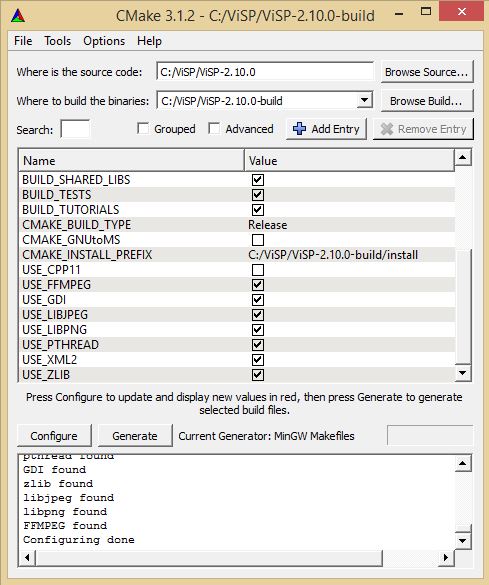 CMake 3.1.2 - C:/ViSP/ViSP-2.10.0-build
File Tools Options Help
Where is the source code: C:/ViSP/ViSP-2.10.0 Browse Source...
Where to build the binaries: C:/ViSP/ViSP-2.10.0-build Browse Build...
Search: Grouped Advanced Add Entry Remove Entry
Name Value
BUILD_SHARED_LIBS
BUILD_TESTS
BUILD_TUTORIALS
CMAKE_BUILD_TYPE Release
CMAKE_GNUtoMS
CMAKE_INSTALL_PREFIX C:/ViSP/ViSP-2.10.0-build/install
USE_CPP11
USE_FFMPEG
USE_GDI
USE_LIBJPEG
USE_LIBPNG
USE_PTHREAD
USE_XML2
USE_ZLIB
Press Configure to update and display new values in red, then press Generate to generate
selected build files.
Configure Generate Current Generator: MinGW Makefiles
pthread found
GDI found
zlib found
libjpeg found
libpng found
FFMPEG found
Configuring done